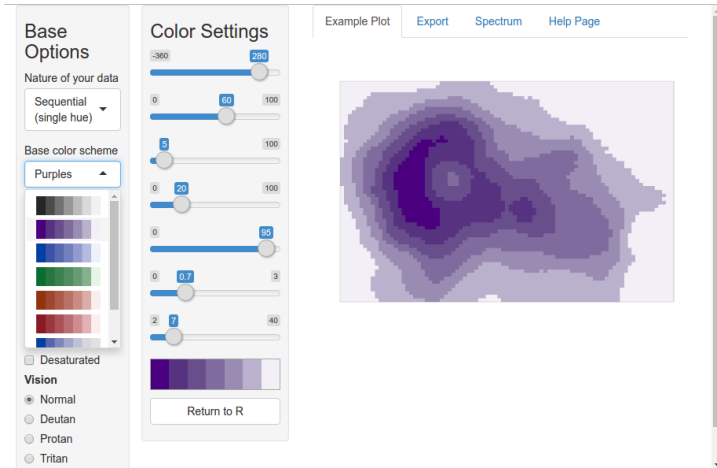 Base
Options
Nature of your data
Sequential
(single hue)
Base color scheme
Purples
Desaturated
Vision
Normal
Deutan
Protan
Tritan
Color Settings
-360 280
0 60 100
5 100
0 20 100
0 95
0 0.7 3
2 7 40
Return to R
Example Plot Export Spectrum Help Page